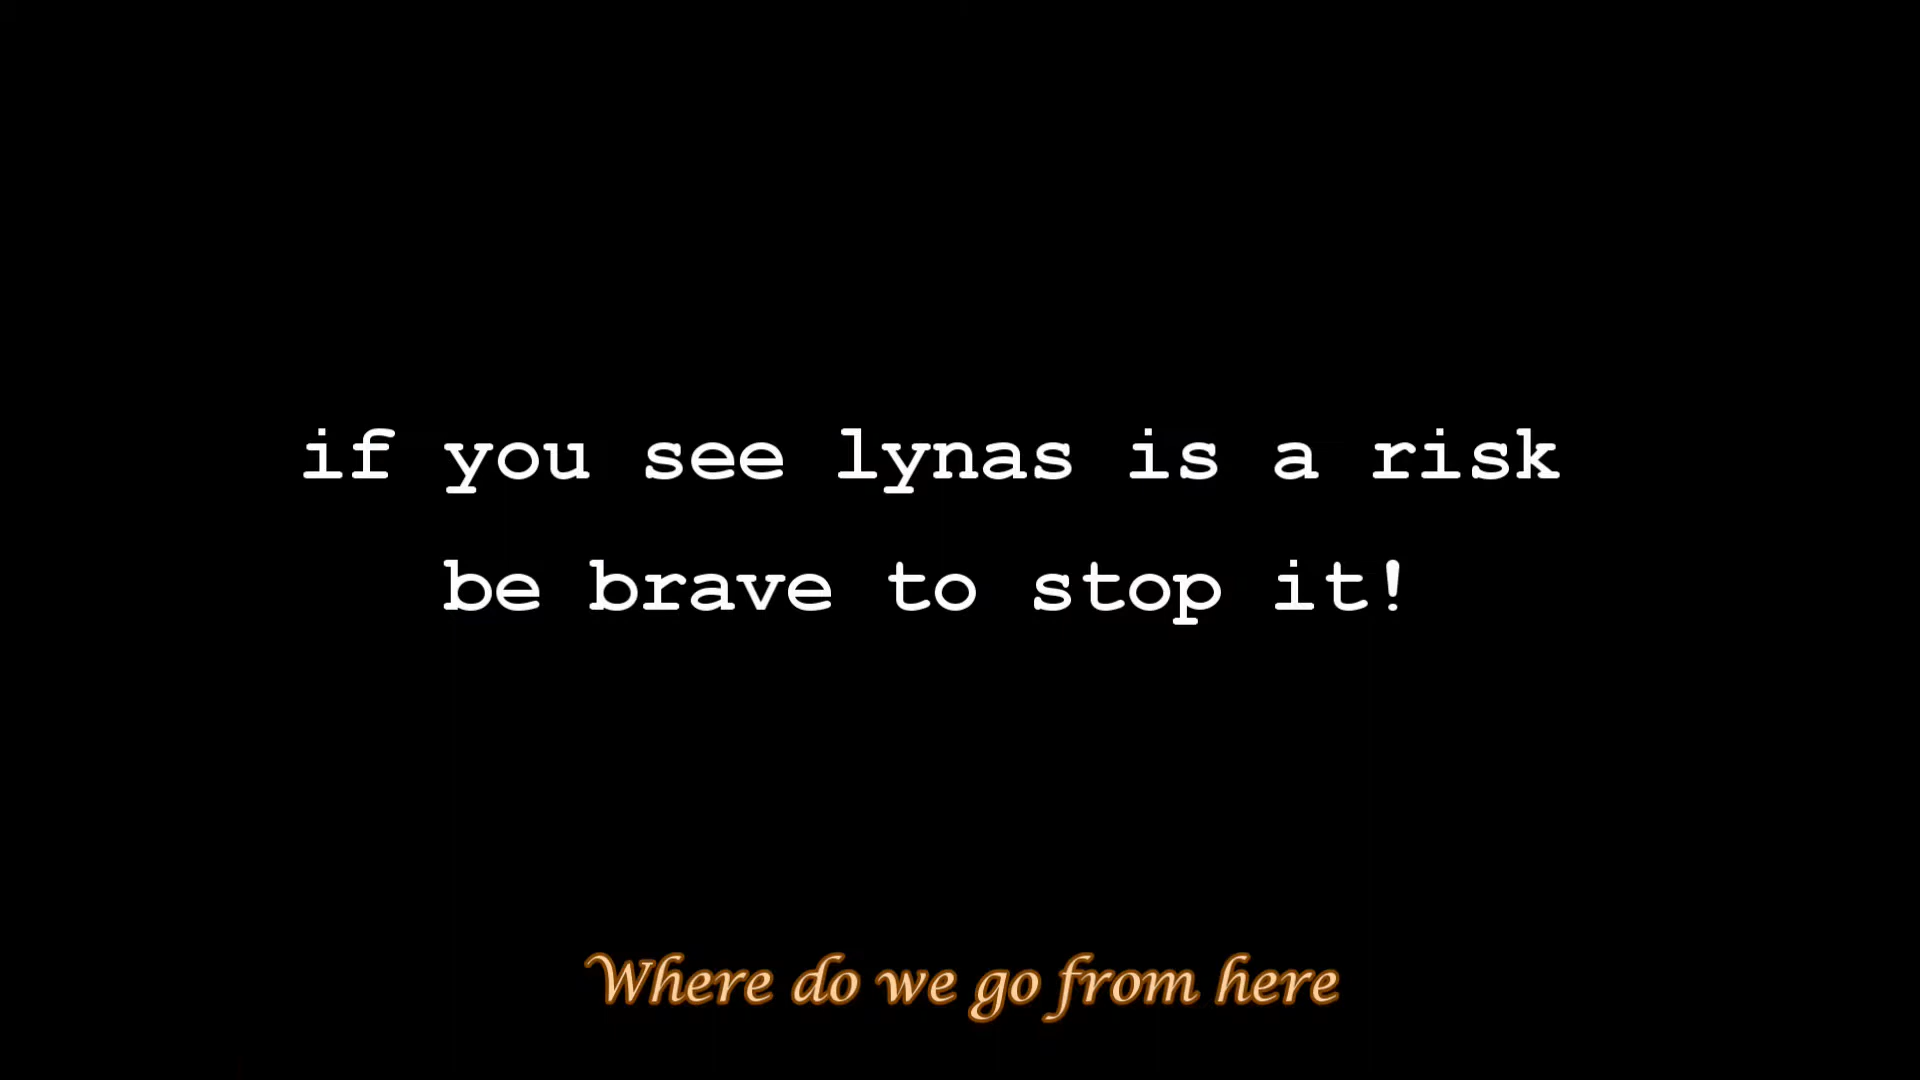 if you see lynas is a risk
be brave to stop it!
Where do we go from here